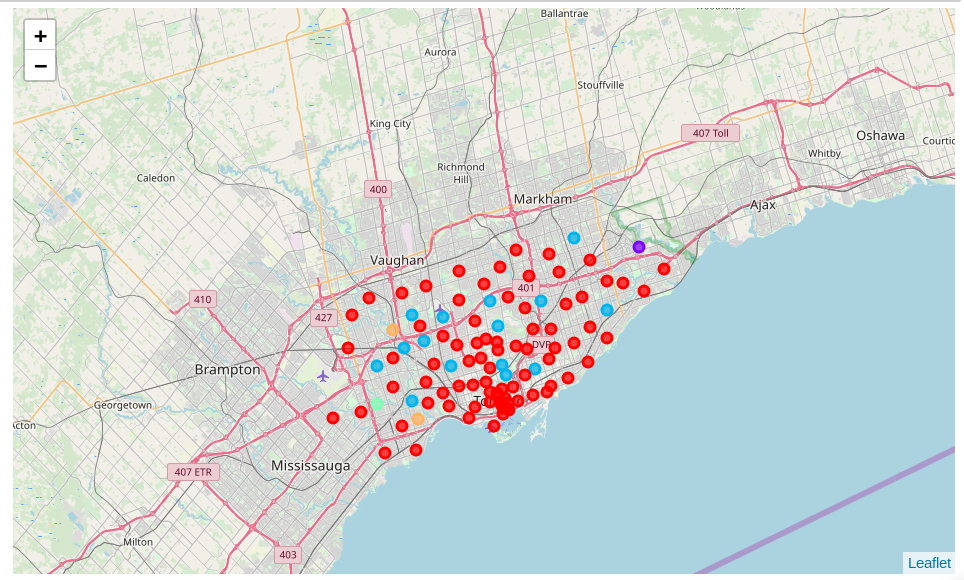 +
−
Ballantrae
Aurora
Stouffville
King City
407 Toll
Oshawa
Whitby
Courtic
Richmond
Hill
Caledon
400
Markham
Ajax
Vaughan
401
410
427
DVP
Brampton
To
Georgetown
Acton
Mississauga
407 ETR
Milton
403
Leaflet